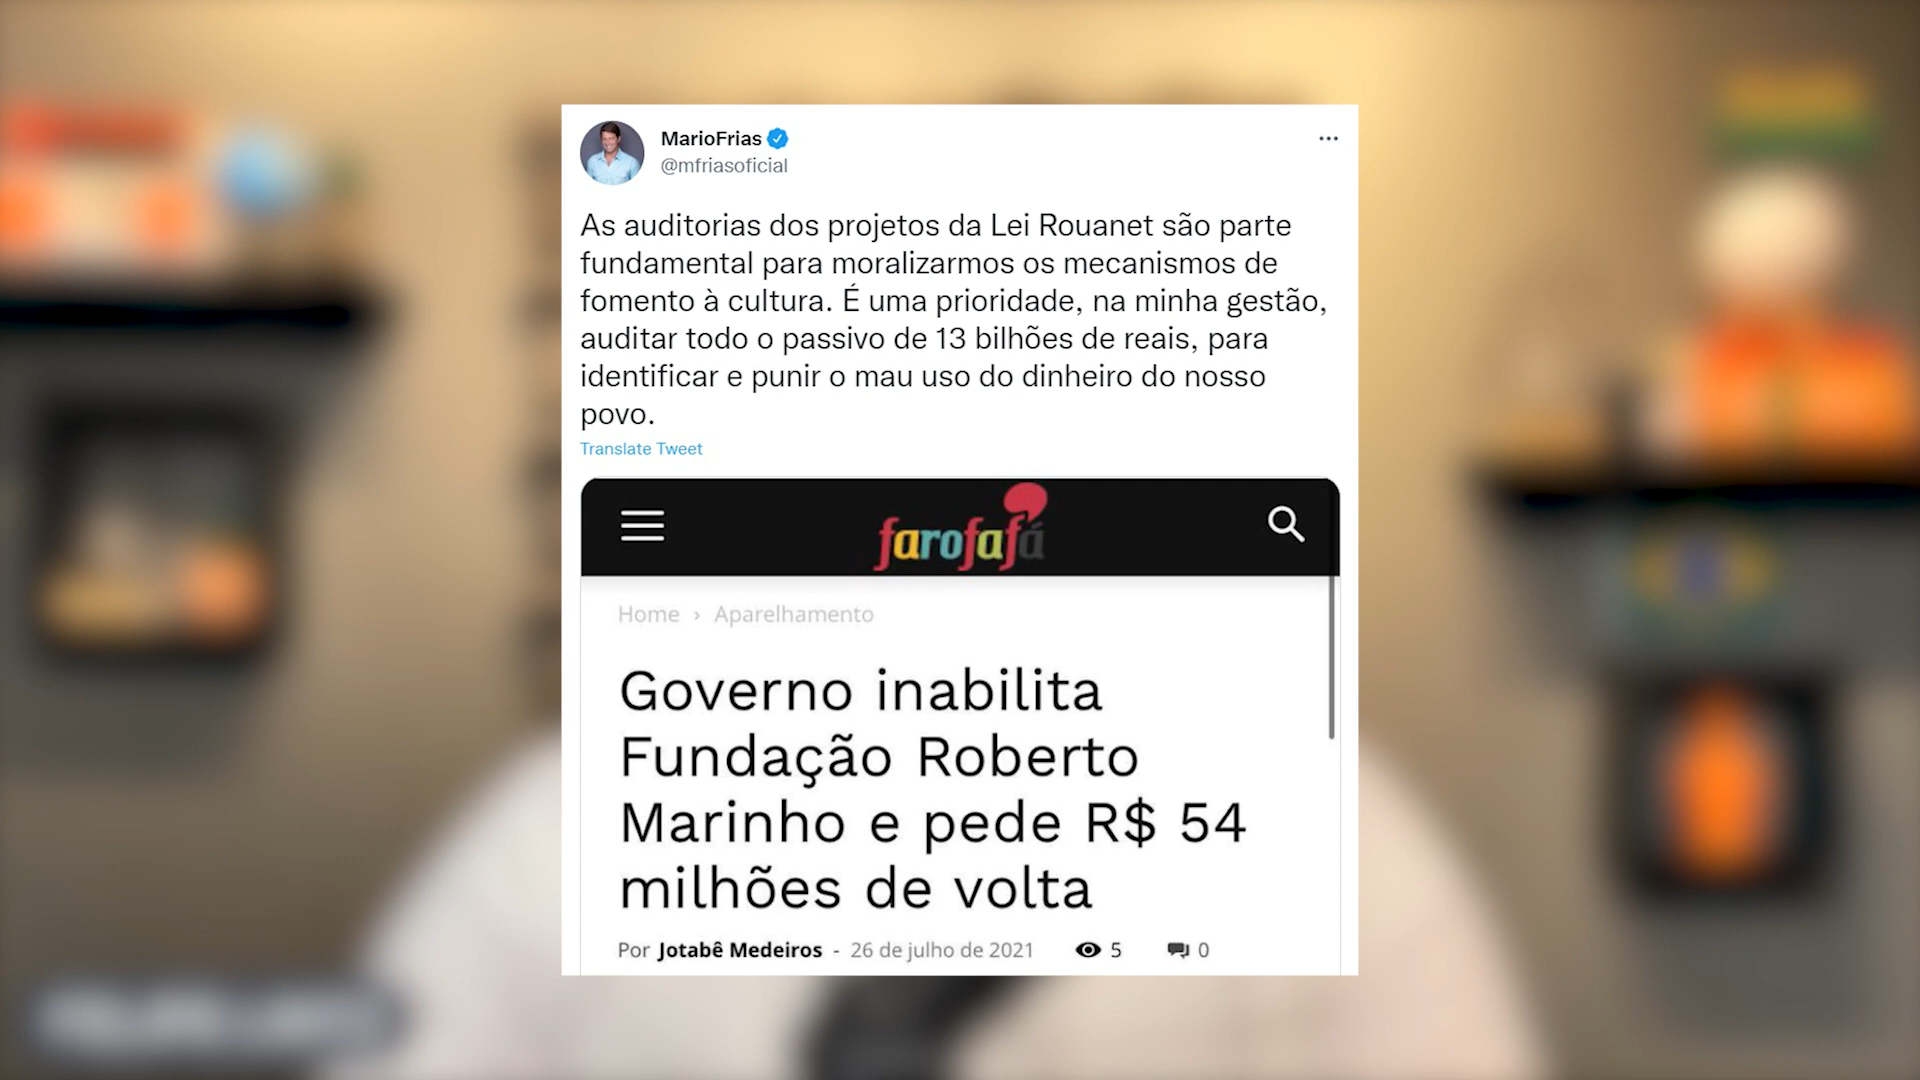 MarioFrias
@mfriasoficial
As auditorias dos projetos da Lei Rouanet são parte
fundamental para moralizarmos os mecanismos de
fomento à cultura. É uma prioridade, na minha gestão,
auditar todo o passivo de 13 bilhões de reais, para
identificar e punir o mau uso do dinheiro do nosso
povo.
Translate Tweet
farofafá
Home › Aparelhamento
Governo inabilita
Fundação Roberto
Marinho e pede R$ 54
milhões de volta
Por Jotabê Medeiros - 26 de julho de 2021 5 0